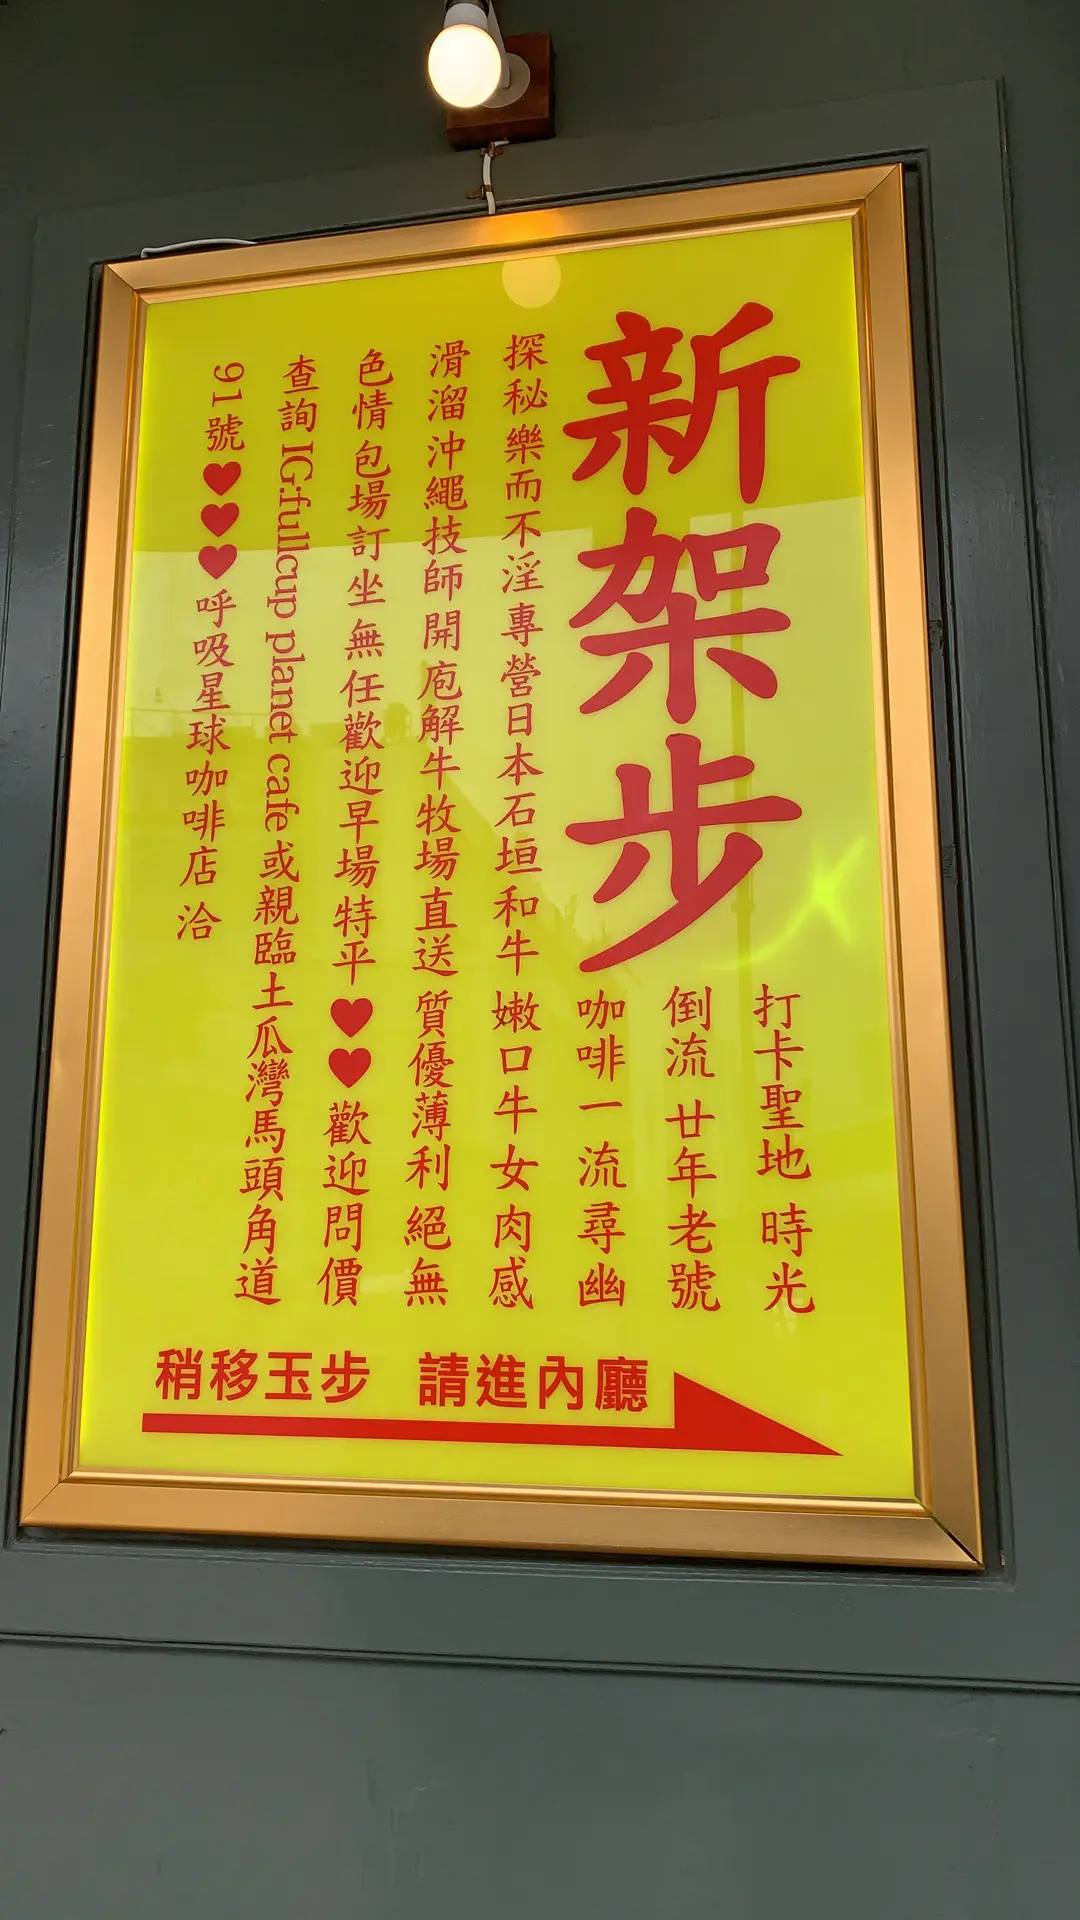 新架步
打卡聖地 時光
倒流 廿年老號
咖啡一流尋幽
探秘樂而不淫專營日本石垣和牛 嫩口牛女肉感
滑溜沖繩技師開庖解牛牧場直送 質優薄利絕無
色情包場訂坐無任歡迎早場特平♥♥歡迎問價
查詢 IG:fullcup planet cafe 或親臨土瓜灣馬頭角道
91號♥♥♥呼吸星球咖啡店 洽
稍移玉步 請進內廳